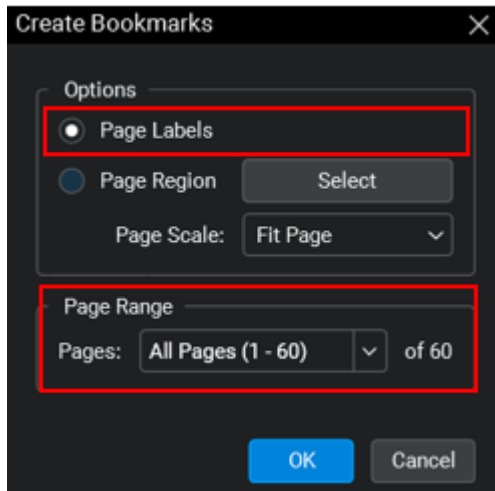 Create Bookmarks
Options
Page Labels
Page Region Select
Page Scale: Fit Page
Page Range
Pages: All Pages (1 - 60) of 60
OK Cancel